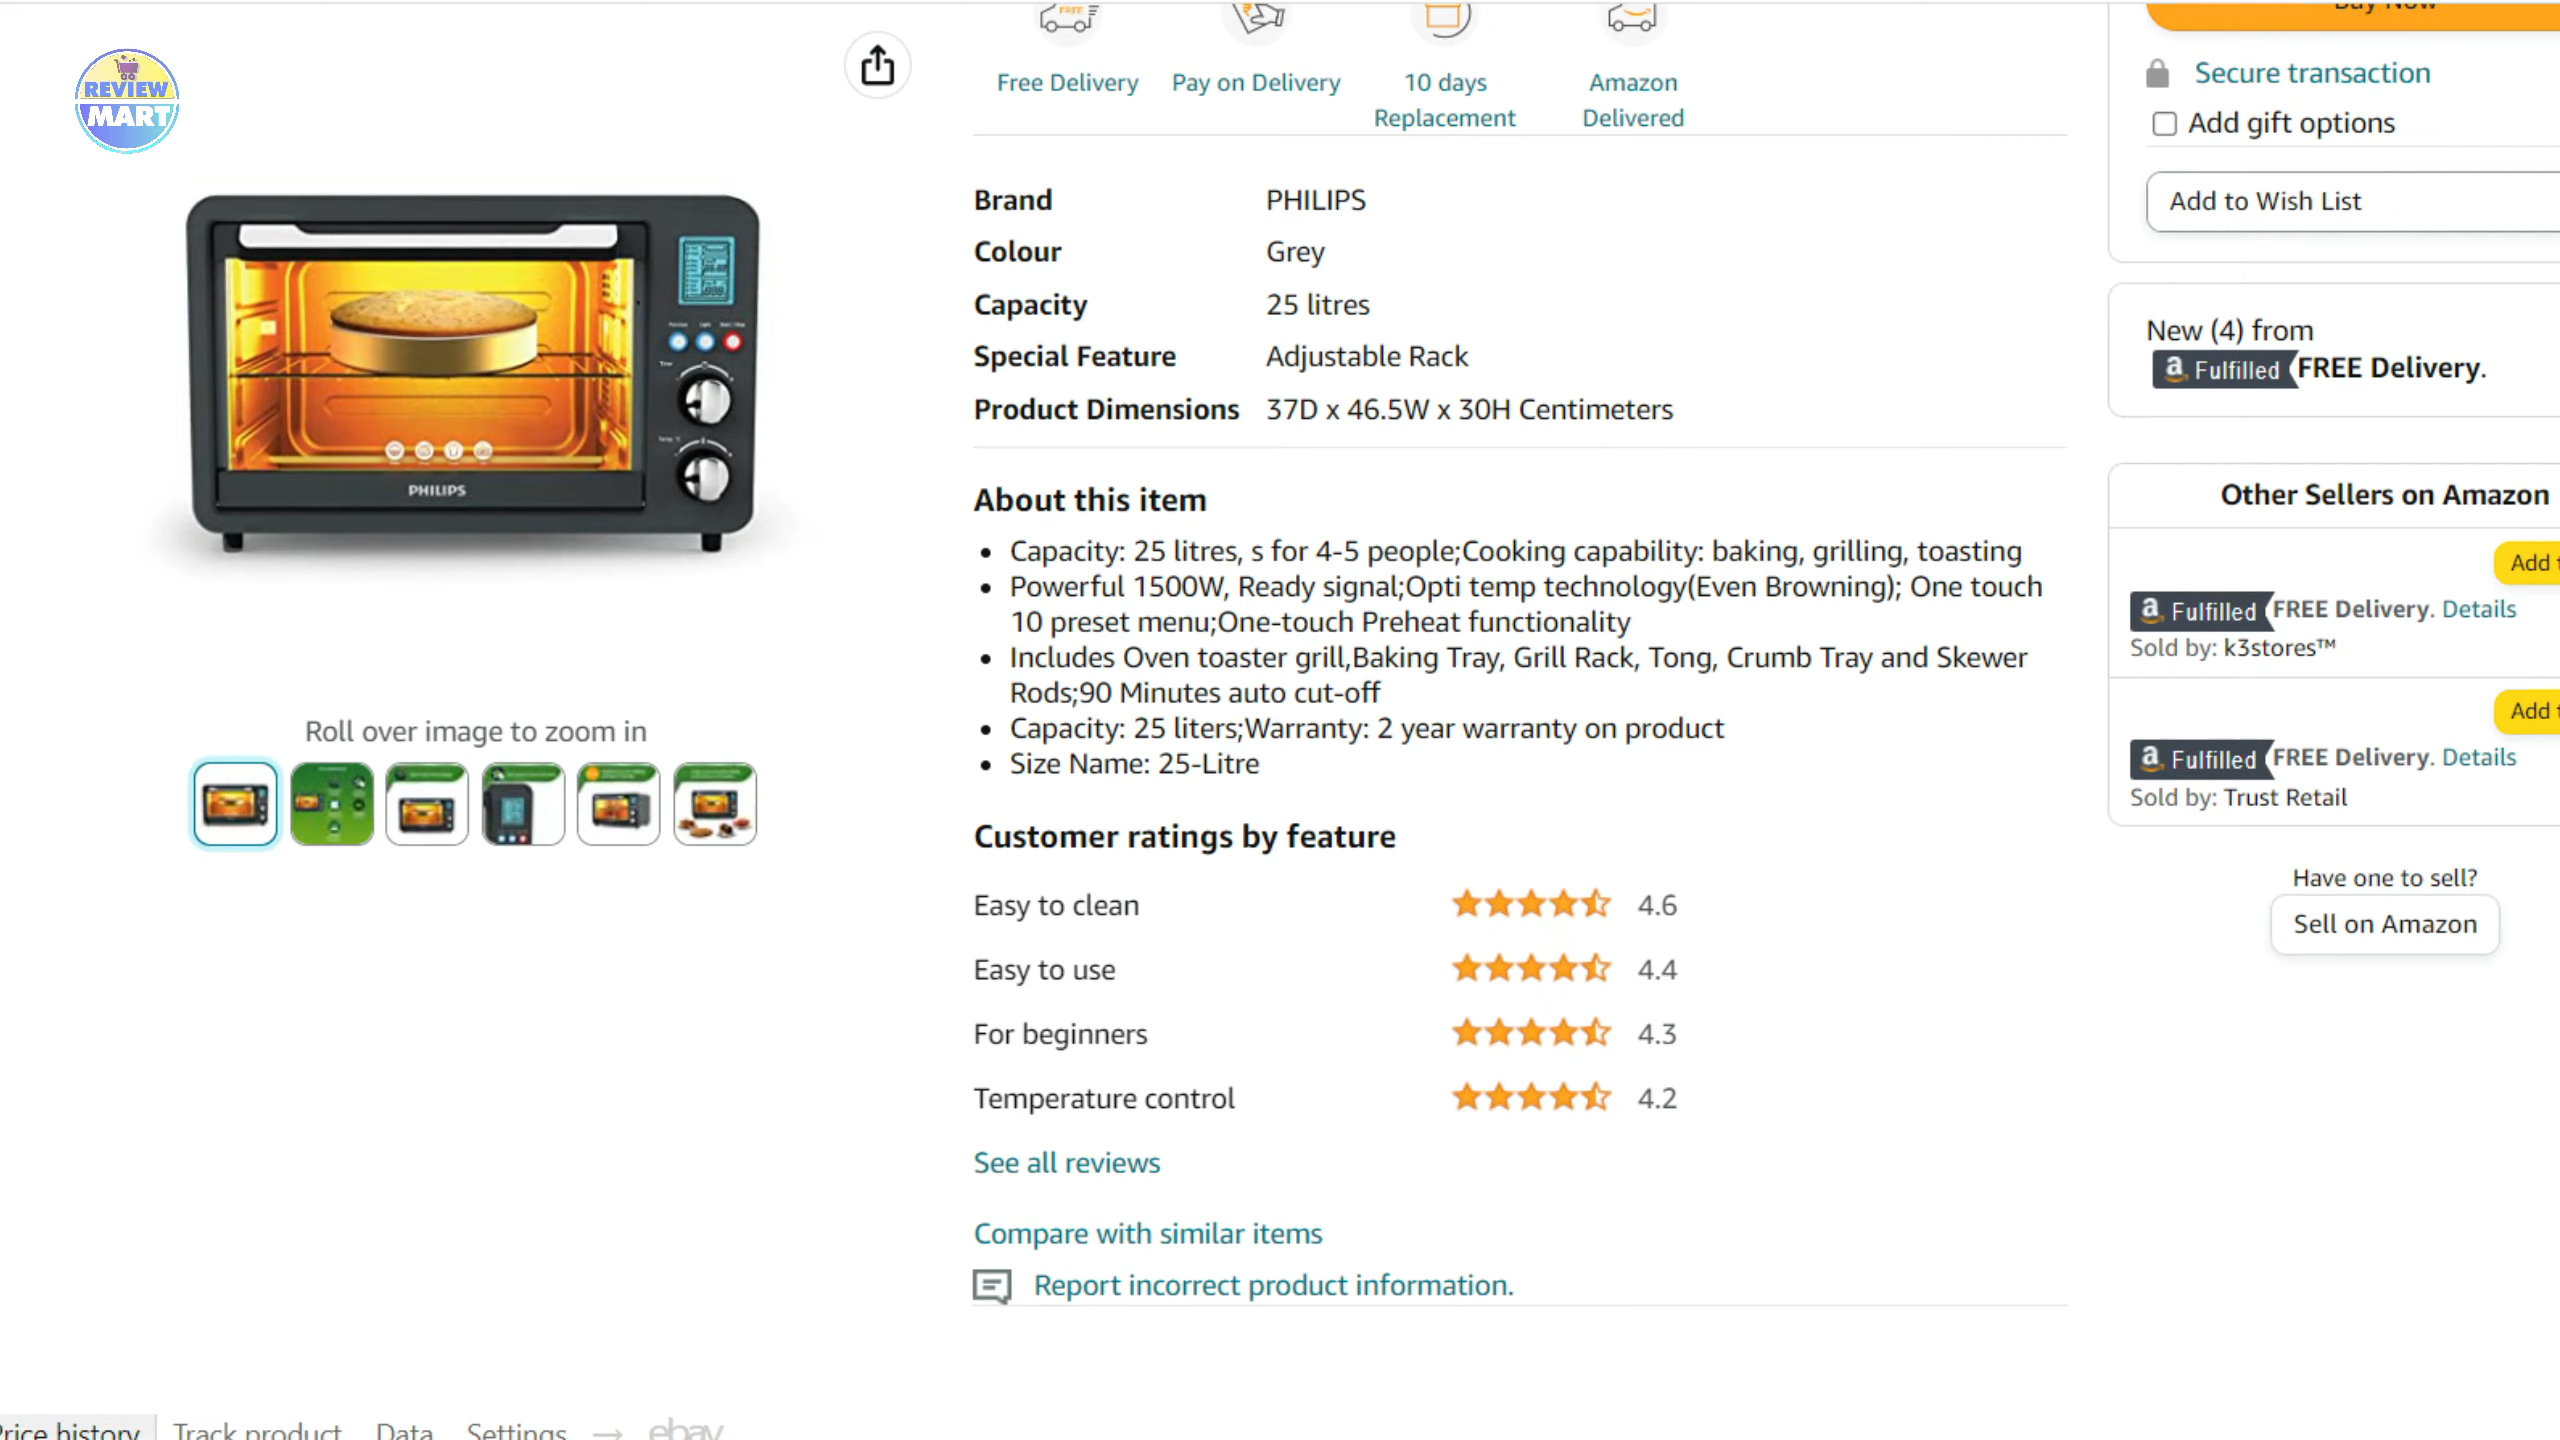 REVIEW
MART
FREE
Free Delivery
Pay on Delivery
10 days
Replacement
Amazon
Delivered
Buy Now
Secure transaction
Add gift options
Add to Wish List
New (4) from
a Fulfilled FREE Delivery.
Other Sellers on Amazon
Add
a Fulfilled FREE Delivery. Details
Sold by: k3stores™
Add
a Fulfilled FREE Delivery. Details
Sold by: Trust Retail
Have one to sell?
Sell on Amazon
Brand PHILIPS
Colour Grey
Capacity 25 litres
Special Feature Adjustable Rack
Product Dimensions 37D x 46.5W x 30H Centimeters
About this item
• Capacity: 25 litres, s for 4-5 people;Cooking capability: baking, grilling, toasting
• Powerful 1500W, Ready signal;Opti temp technology(Even Browning); One touch
10 preset menu;One-touch Preheat functionality
• Includes Oven toaster grill,Baking Tray, Grill Rack, Tong, Crumb Tray and Skewer
Rods;90 Minutes auto cut-off
• Capacity: 25 liters;Warranty: 2 year warranty on product
• Size Name: 25-Litre
Customer ratings by feature
Easy to clean 4.6
Easy to use 4.4
For beginners 4.3
Temperature control 4.2
See all reviews
Compare with similar items
Report incorrect product information.
PHILIPS
Roll over image to zoom in
Price history Track product Data Settings → ebay